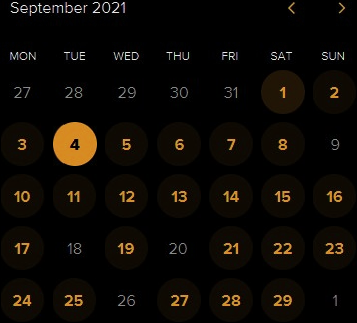 September 2021 < >
MON TUE WED THU FRI SAT SUN
27 28 29 30 31 1 2
3 4 5 6 7 8 9
10 11 12 13 14 15 16
17 18 19 20 21 22 23
24 25 26 27 28 29 1